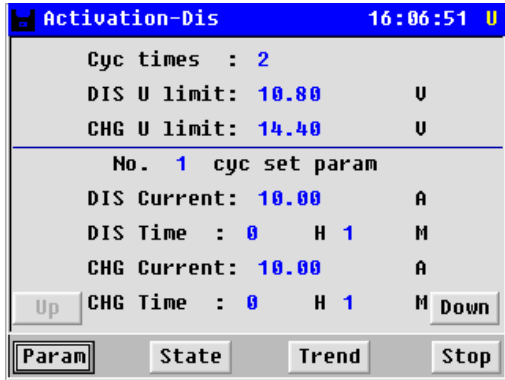 Activation-Dis 16:06:51 U
Cyc times : 2
DIS U limit: 10.80 U
CHG U limit: 14.40 U
No. 1 cyc set param
DIS Current: 10.00 A
DIS Time : 0 H 1 M
CHG Current: 10.00 A
Up CHG Time : 0 H 1 M Down
Param State Trend Stop